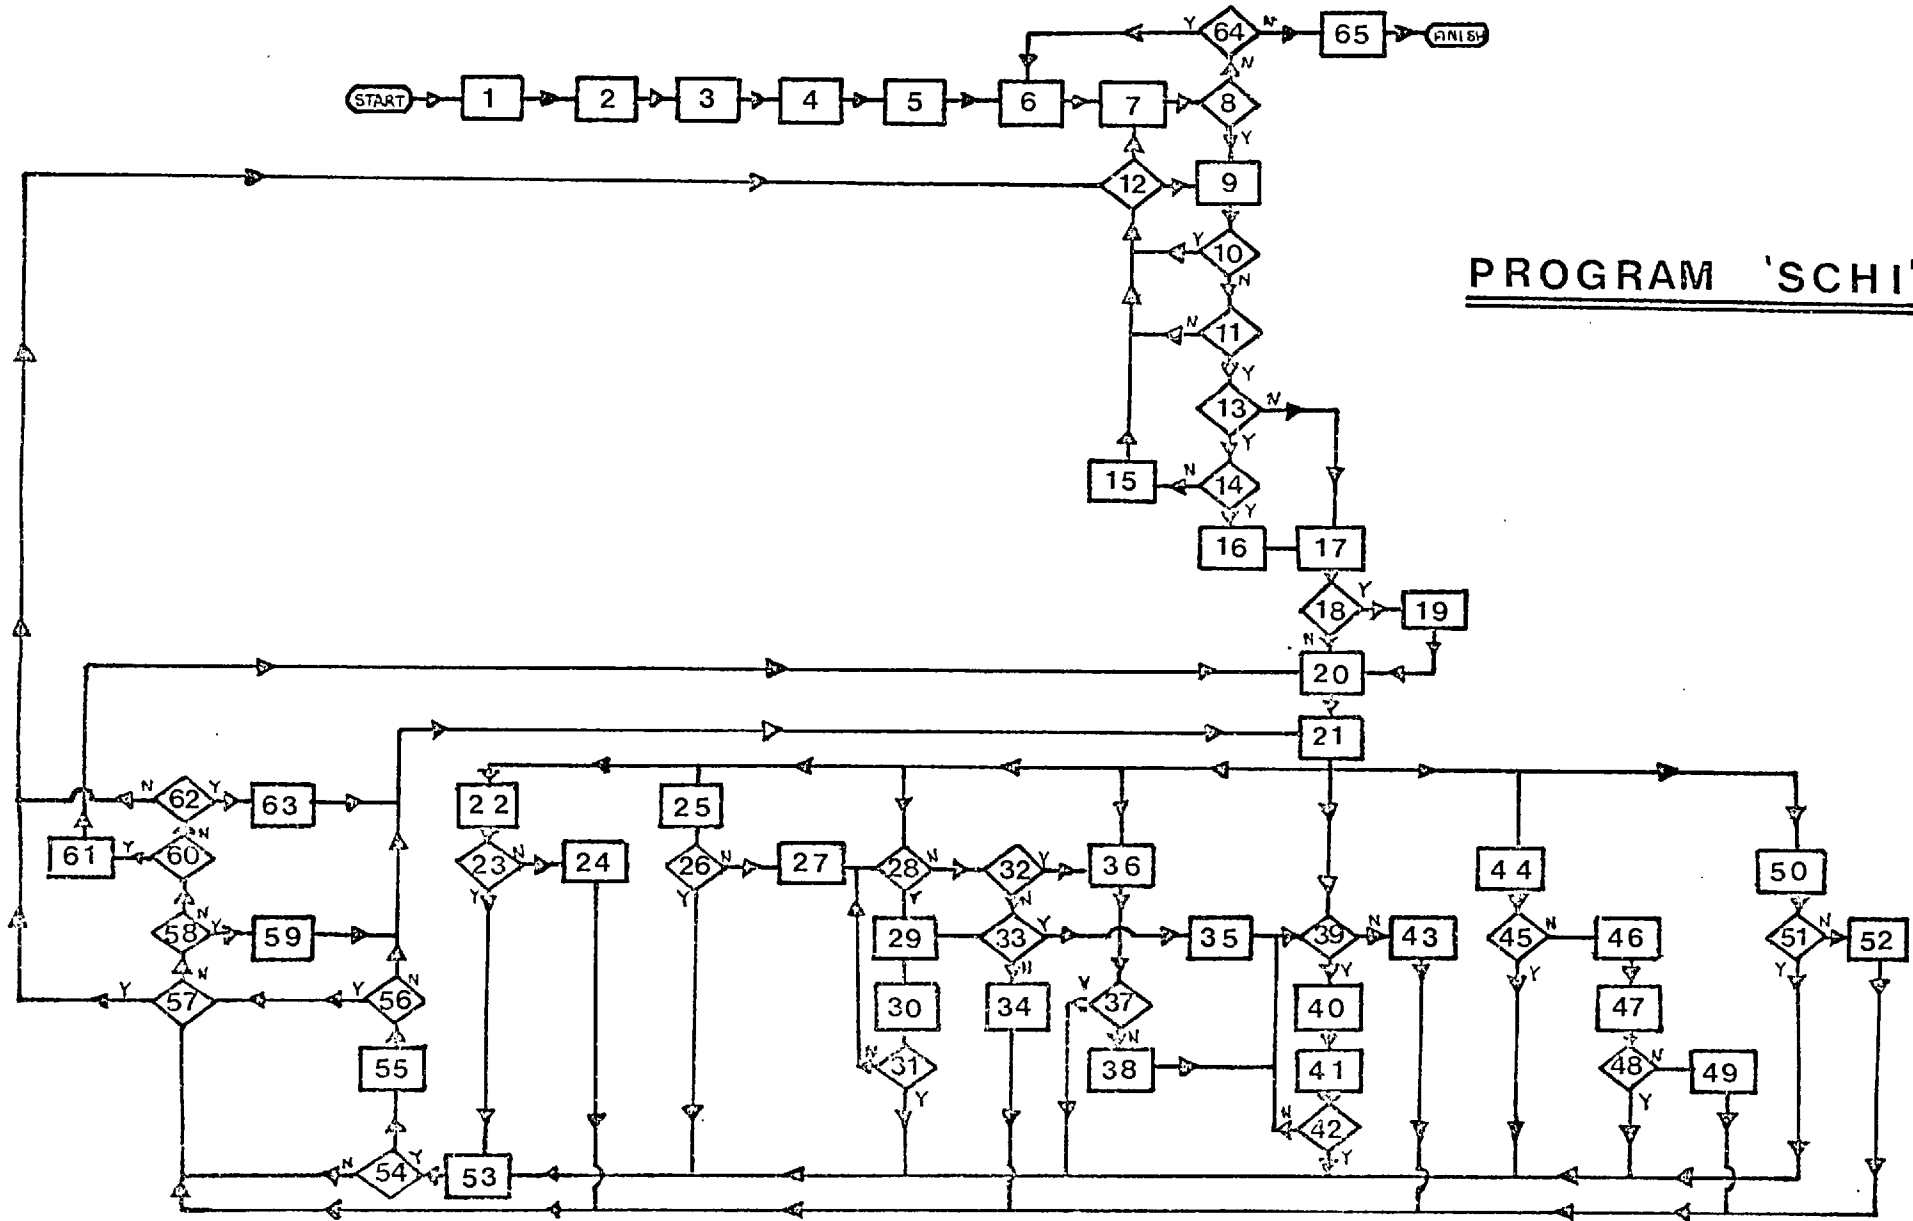 Y 64 N 65 FINISH
START 1 2 3 4 5 6 7 8
N
Y
12 9
Y 10
N
PROGRAM 'SCHI'
N 11
Y
13 N
Y
15 N 14
Y
16 17
18 Y 19
N
20
21
N 62 Y 63
22 25
N
61 Y 60
23 N 24
26 N 27 28 N 32 Y 36
44 50
Y Y Y N
N
58 Y 59
29 33 Y 35 39 N 43
45 N 46
51 N 52
N N Y Y Y
Y 57 Y 56 N
30 34 Y 37 40 47
N
55
N 31 38 41
48 N 49
Y Y
N 42
N 54 Y 53
Y